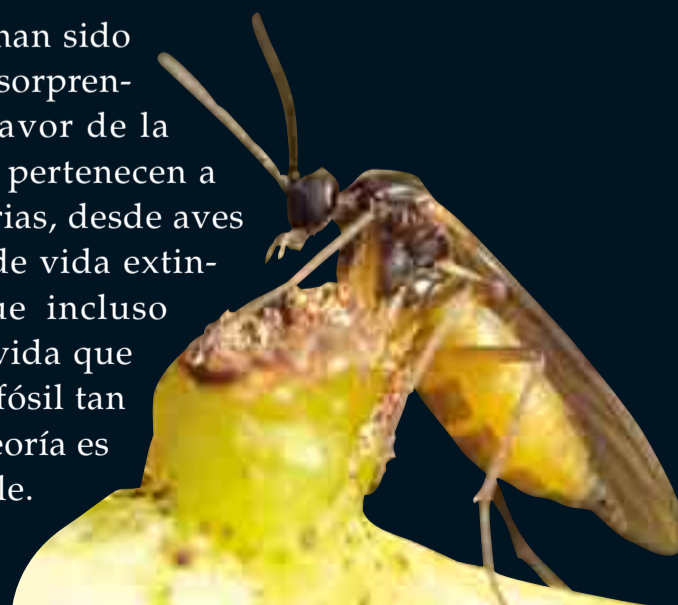 han sido
sorpren-
avor de la
pertenecen a
rias, desde aves
de vida extin-
ue incluso
vida que
fósil tan
eoría es
le.